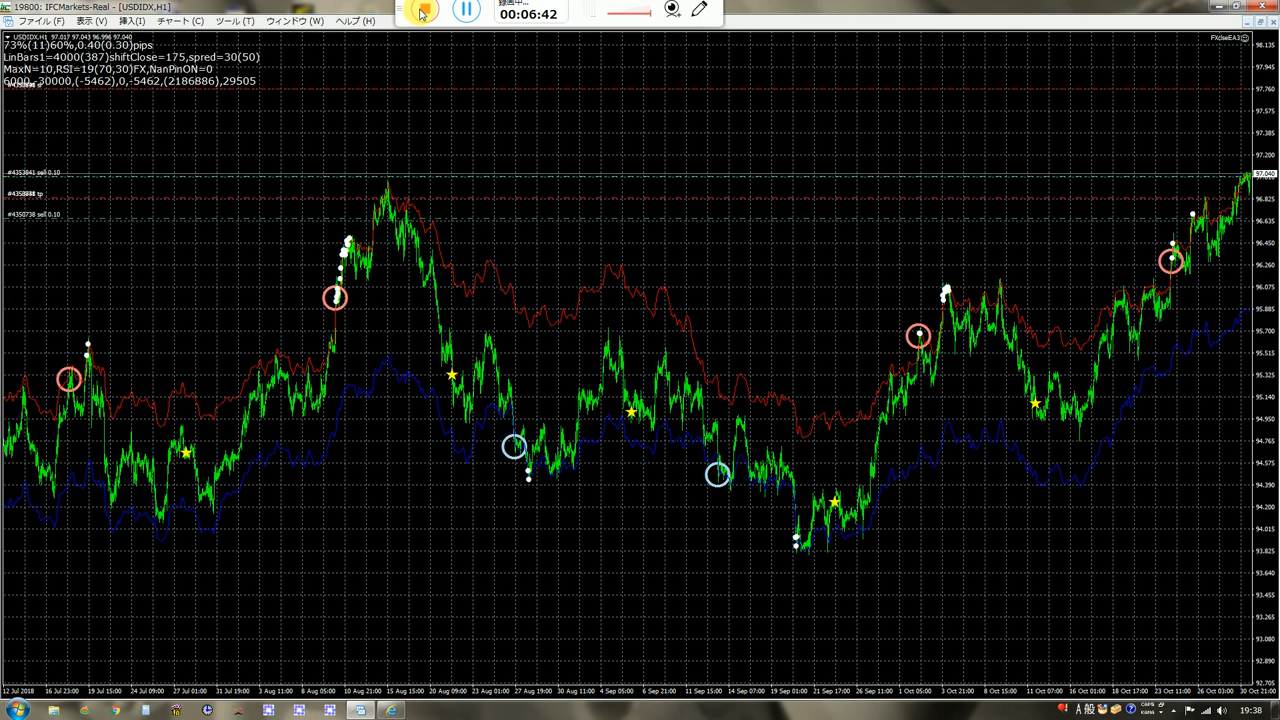 19800: IFCMarkets-Real - [USDIDX,H1]
録画中...
00:06:42
ファイル (F) 表示 (V) 挿入(I) チャート (C) ツール (T) ウィンドウ (W) ヘルプ (H)
USDIDX,H1 97.017 97.043 96.996 97.040
FXciseEA3
73%(11)60%,0.40(0.30)pips
LinBars1=4000(387)shiftClose=175,spred=30(50)
MaxN=10,RSI=19(70,30)FX,NanPinON=0
6000,-30000,(-5462),0,-5462,(2186886),29505
#4353841 sell 0.10
#4350738 sell 0.10
98.135
97.945
97.760
97.575
97.385
97.200
97.040
96.825
96.635
96.450
96.260
96.075
95.885
95.700
95.515
95.325
95.140
94.950
94.765
94.575
94.390
94.200
94.015
93.825
93.640
93.455
93.265
93.080
92.890
92.705
12 Jul 2018 16 Jul 23:00 19 Jul 15:00 24 Jul 09:00 27 Jul 01:00 31 Jul 19:00 3 Aug 11:00 8 Aug 05:00 10 Aug 21:00 15 Aug 15:00 20 Aug 09:00 23 Aug 01:00 27 Aug 19:00 30 Aug 11:00 4 Sep 05:00 6 Sep 21:00 11 Sep 15:00 14 Sep 07:00 19 Sep 01:00 21 Sep 17:00 26 Sep 11:00 1 Oct 05:00 3 Oct 21:00 8 Oct 15:00 11 Oct 07:00 16 Oct 01:00 18 Oct 17:00 23 Oct 11:00 26 Oct 03:00 30 Oct 21:00
A 般
CAPS
KANA
19:38